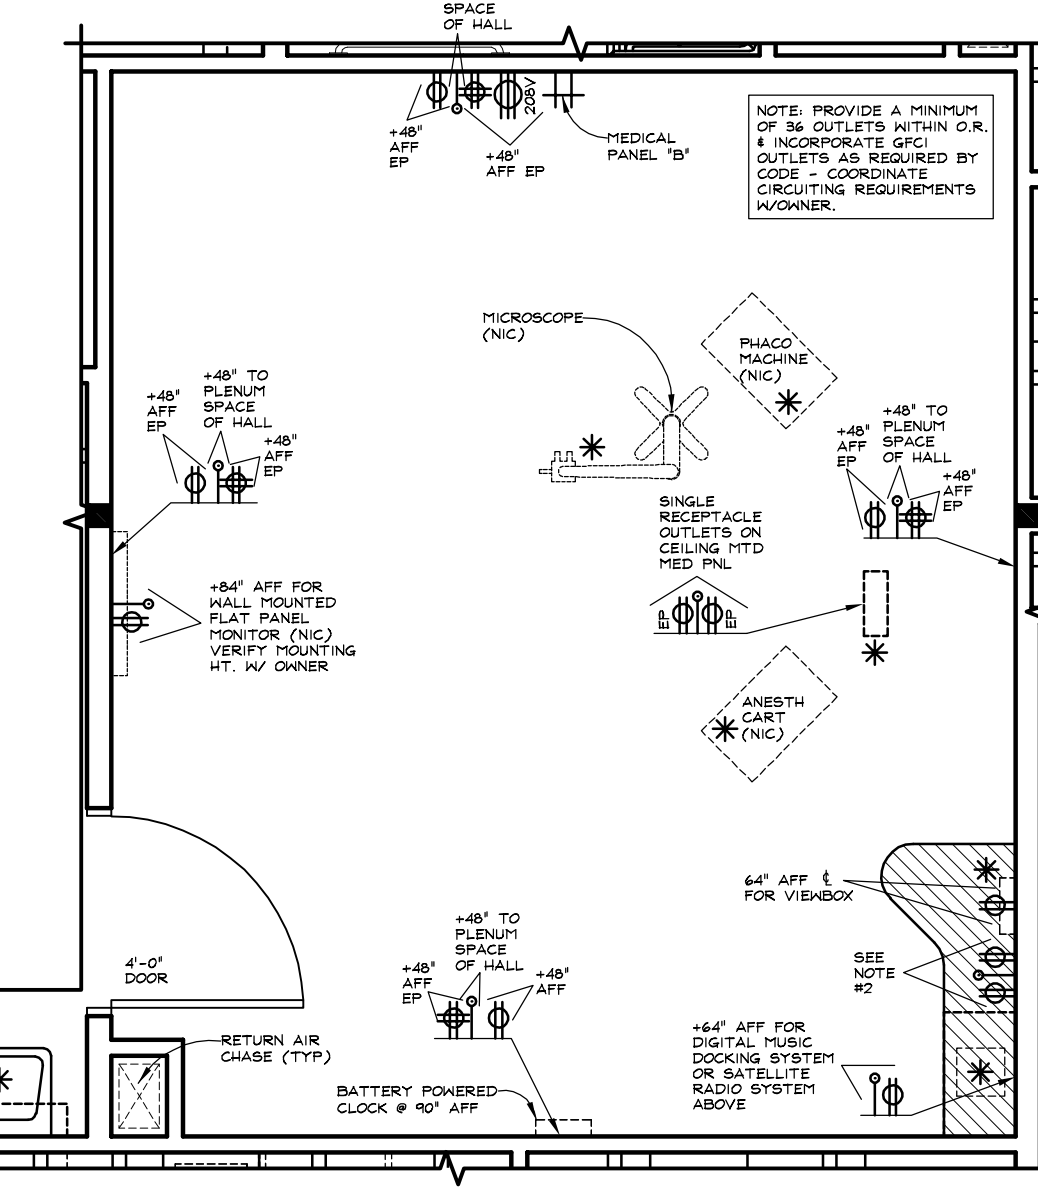 SPACE
OF HALL
208V
+48"
AFF
EP
+48"
AFF EP
MEDICAL
PANEL "B"
NOTE: PROVIDE A MINIMUM
OF 36 OUTLETS WITHIN O.R.
& INCORPORATE GFCI
OUTLETS AS REQUIRED BY
CODE - COORDINATE
CIRCUITING REQUIREMENTS
W/OWNER.
MICROSCOPE
(NIC)
PHACO
MACHINE
(NIC)
+48"
AFF
EP
+48" TO
PLENUM
SPACE
OF HALL
+48"
AFF
EP
+48"
AFF
EP
+48" TO
PLENUM
SPACE
OF HALL
+48"
AFF
EP
SINGLE
RECEPTACLE
OUTLETS ON
CEILING MTD
MED PNL
EP
EP
+84" AFF FOR
WALL MOUNTED
FLAT PANEL
MONITOR (NIC)
VERIFY MOUNTING
HT. W/ OWNER
ANESTH
CART
(NIC)
64" AFF ℄
FOR VIEWBOX
4'-0"
DOOR
+48"
AFF
EP
+48" TO
PLENUM
SPACE
OF HALL
+48"
AFF
SEE
NOTE
#2
RETURN AIR
CHASE (TYP)
BATTERY POWERED
CLOCK @ 90" AFF
+64" AFF FOR
DIGITAL MUSIC
DOCKING SYSTEM
OR SATELLITE
RADIO SYSTEM
ABOVE